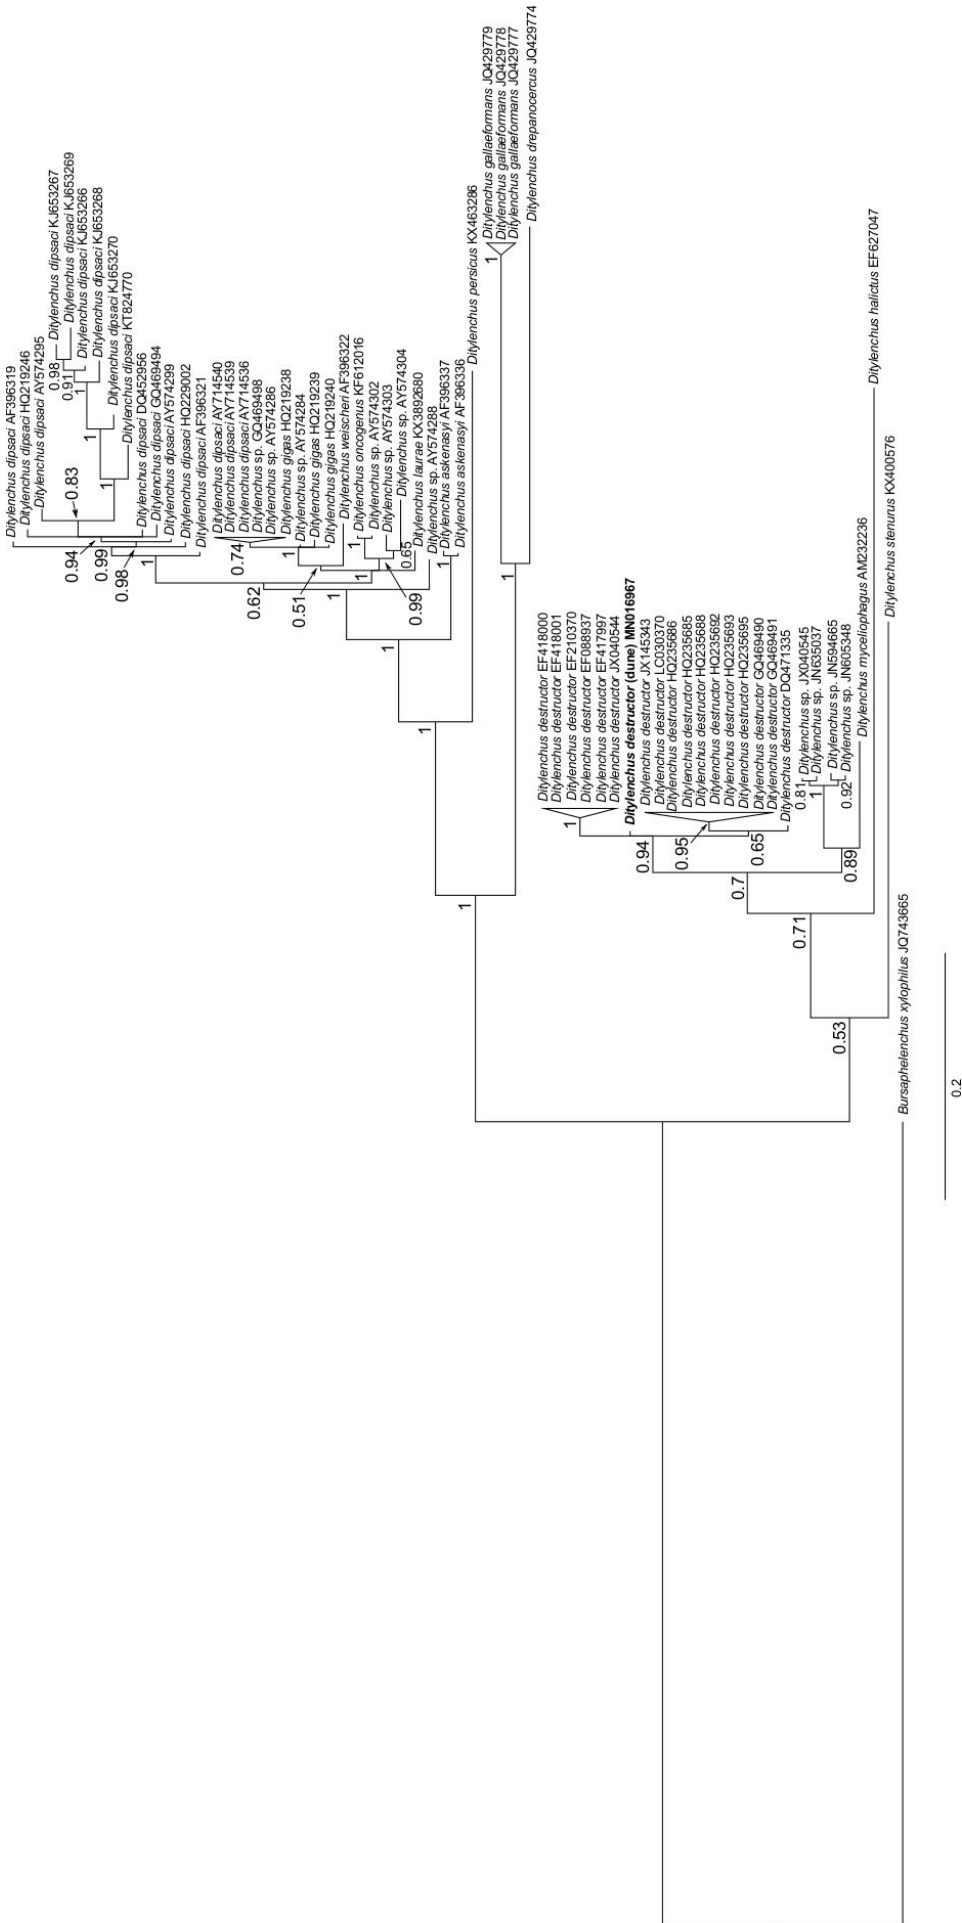 Ditylenchus dipsaci AF396319
Ditylenchus dipsaci HQ219246
Ditylenchus dipsaci AY574295
Ditylenchus dipsaci KJ653267
Ditylenchus dipsaci KJ653269
Ditylenchus dipsaci KJ653266
Ditylenchus dipsaci KJ653268
Ditylenchus dipsaci KJ653270
Ditylenchus dipsaci KT824770
Ditylenchus dipsaci DQ452956
Ditylenchus dipsaci GQ469494
Ditylenchus dipsaci AY574299
Ditylenchus dipsaci HQ229002
Ditylenchus dipsaci AF396321
Ditylenchus dipsaci AY714540
Ditylenchus dipsaci AY714539
Ditylenchus dipsaci AY714536
Ditylenchus sp. GQ469498
Ditylenchus sp. AY574286
Ditylenchus gigas HQ219238
Ditylenchus sp. AY574284
Ditylenchus gigas HQ219239
Ditylenchus gigas HQ219240
Ditylenchus weischeri AF396322
Ditylenchus oncogenus KF612016
Ditylenchus sp. AY574302
Ditylenchus sp. AY574303
Ditylenchus sp. AY574304
Ditylenchus laurae KX3892680
Ditylenchus sp. AY574288
Ditylenchus askenasyi AF396337
Ditylenchus askenasyi AF396336
Ditylenchus persicus KX463286
Ditylenchus gallaeformans JQ429779
Ditylenchus gallaeformans JQ429778
Ditylenchus gallaeformans JQ429777
Ditylenchus drepanocercus JQ429774
Ditylenchus destructor EF418000
Ditylenchus destructor EF418001
Ditylenchus destructor EF210370
Ditylenchus destructor EF088937
Ditylenchus destructor EF417997
Ditylenchus destructor JX040544
Ditylenchus destructor (dune) MN016967
Ditylenchus destructor JX145343
Ditylenchus destructor LC030370
Ditylenchus destructor HQ235686
Ditylenchus destructor HQ235685
Ditylenchus destructor HQ235688
Ditylenchus destructor HQ235692
Ditylenchus destructor HQ235693
Ditylenchus destructor HQ235695
Ditylenchus destructor GQ469490
Ditylenchus destructor GQ469491
Ditylenchus destructor DQ471335
Ditylenchus sp. JX040545
Ditylenchus sp. JN635037
Ditylenchus sp. JN594665
Ditylenchus sp. JN605348
Ditylenchus myceliophagus AM232236
Ditylenchus halictus EF627047
Ditylenchus stenurus KX400576
Bursaphelenchus xylophilus JQ743665
0.98
0.91
1
1
1
0.83
0.94
0.99
0.98
1
0.74
0.62
1
0.51
1
1
0.65
0.99
1
1
1
1
1
1
1
1
0.94
0.95
0.65
0.7
0.81
1
0.92
0.89
0.71
0.53
0.2